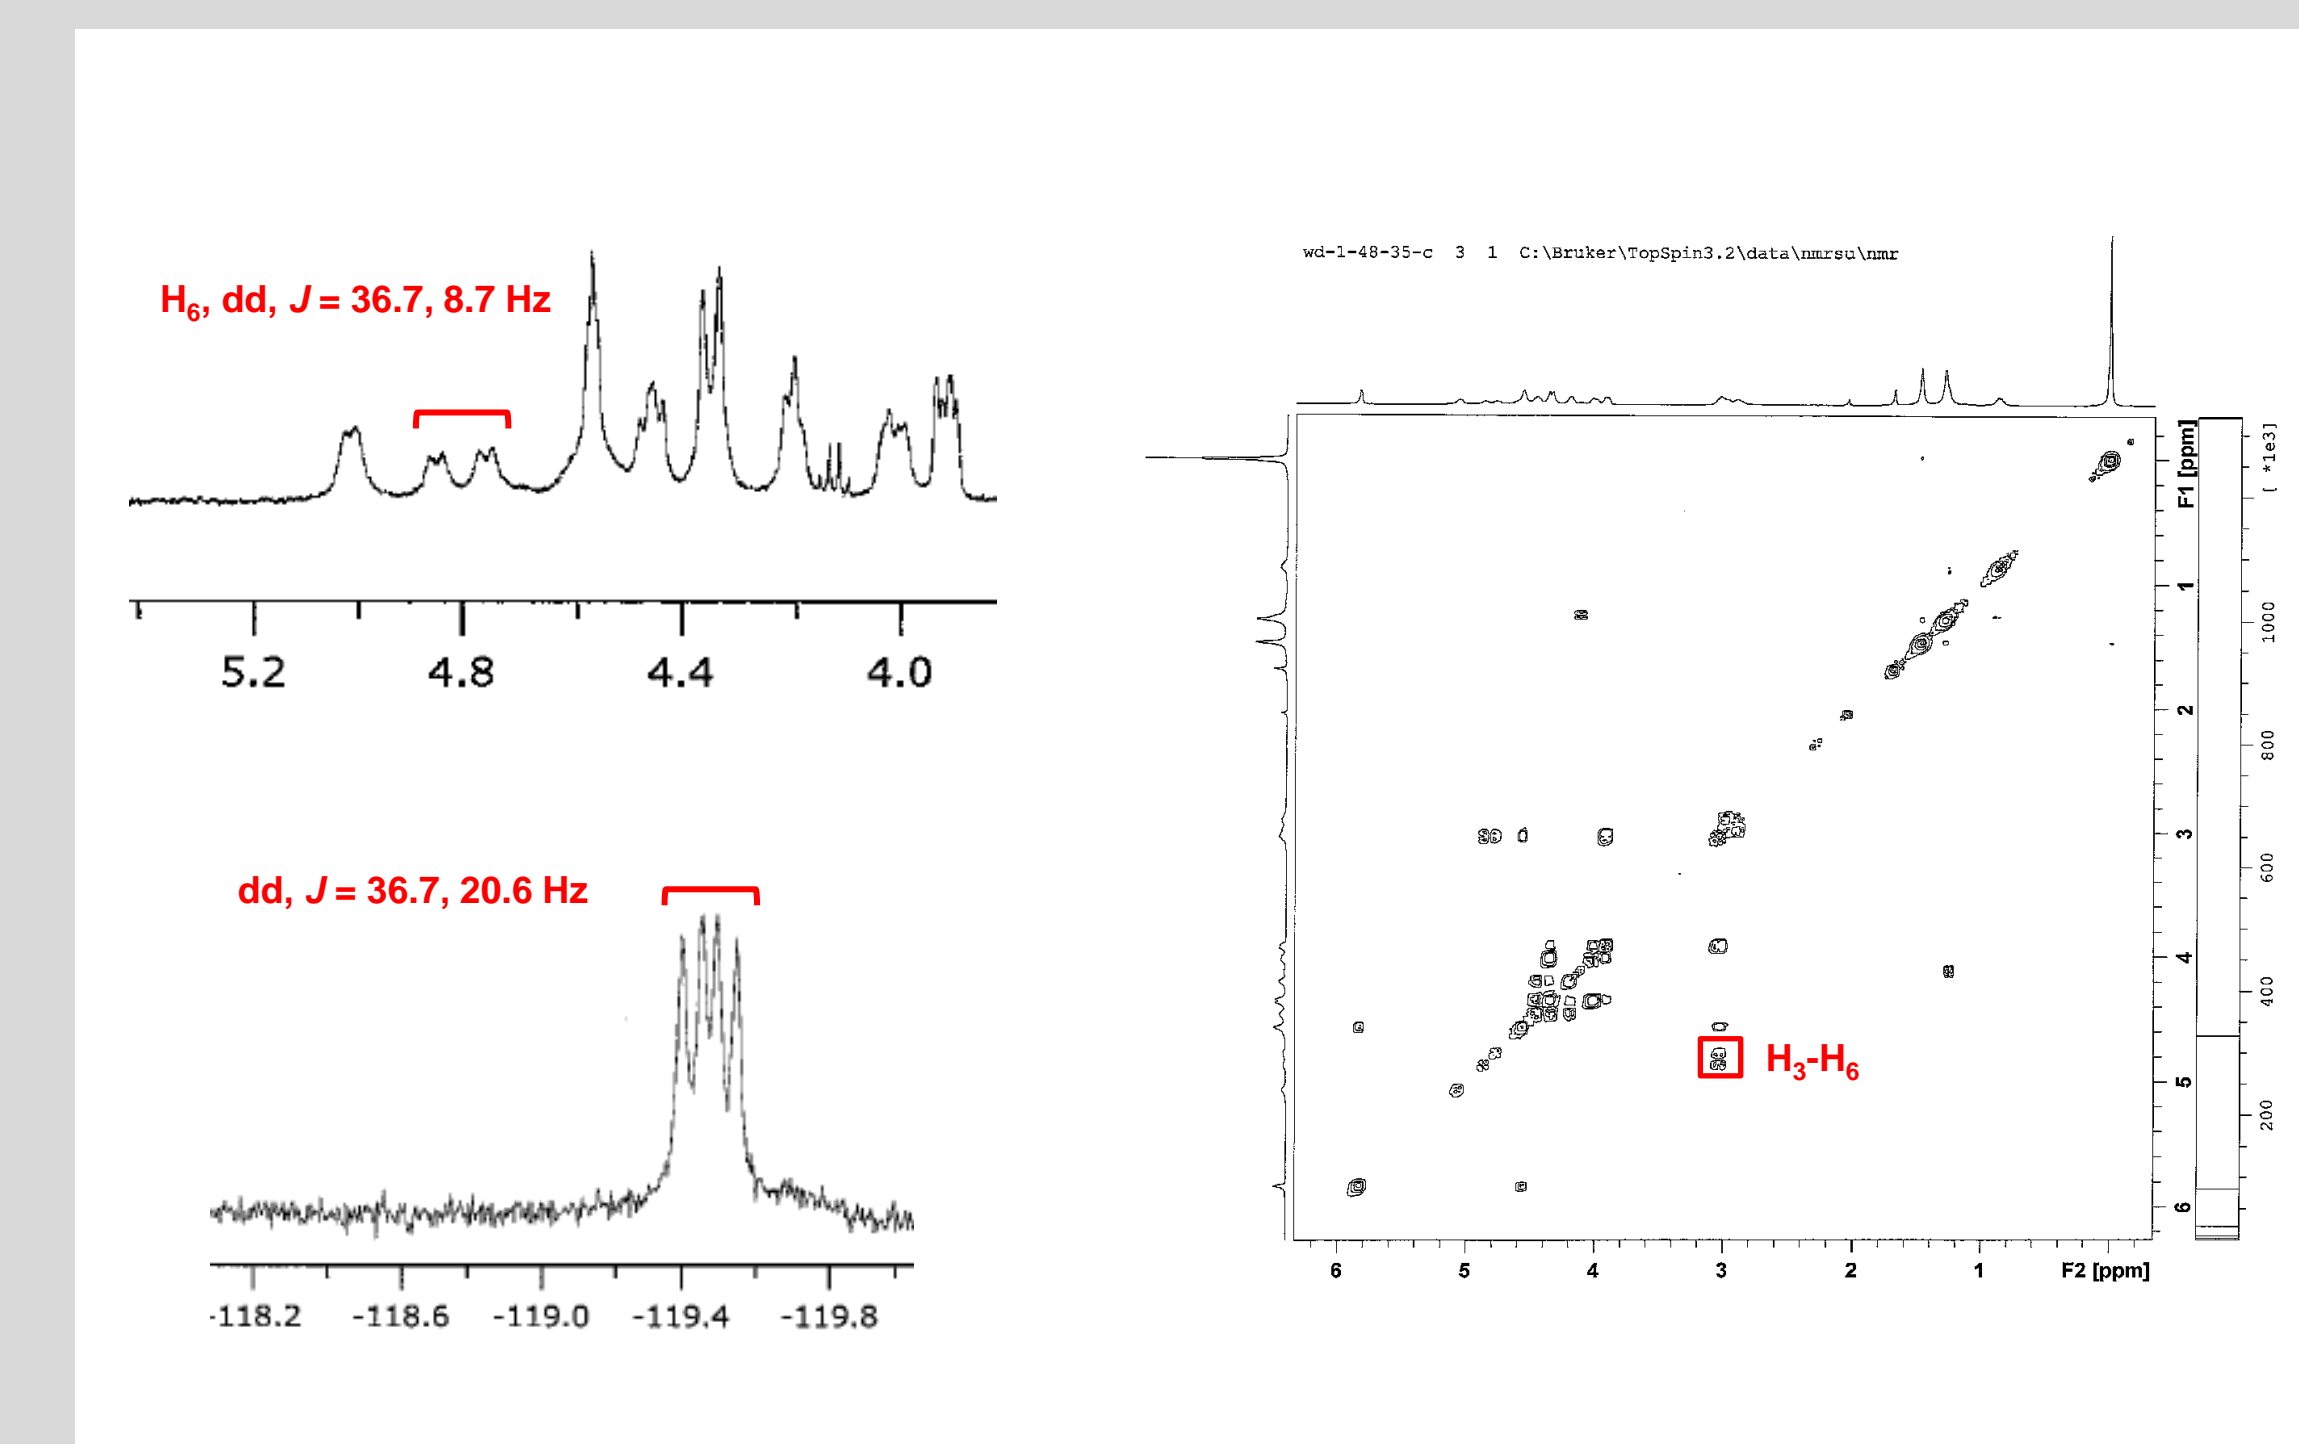 H6, dd, J = 36.7, 8.7 Hz
5.2 4.8 4.4 4.0
dd, J = 36.7, 20.6 Hz
-118.2 -118.6 -119.0 -119.4 -119.8
wd-1-48-35-c 3 1 C:\Bruker\TopSpin3.2\data\nmrsu\nmr
F1 [ppm]
1
2
3
4
5
6
[ *1e3]
1000
800
600
400
200
H3-H6
6 5 4 3 2 1 F2 [ppm]